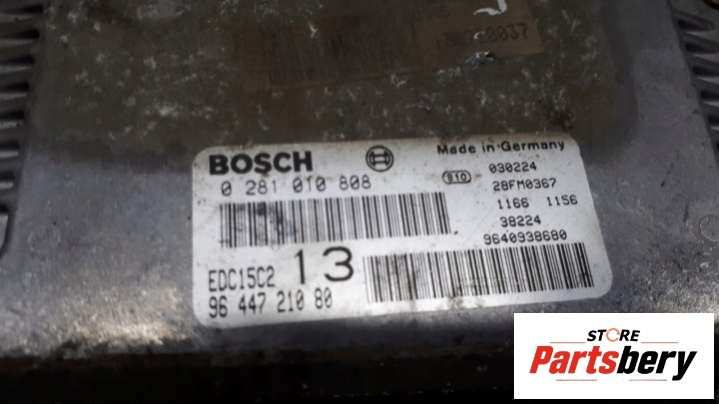 BOSCH
Made in Germany
0 281 010 808
910
030224
28FM0367
1166 1156
38224
9640938680
EDC15C2
13
96 447 210 80
STORE
Partsbery